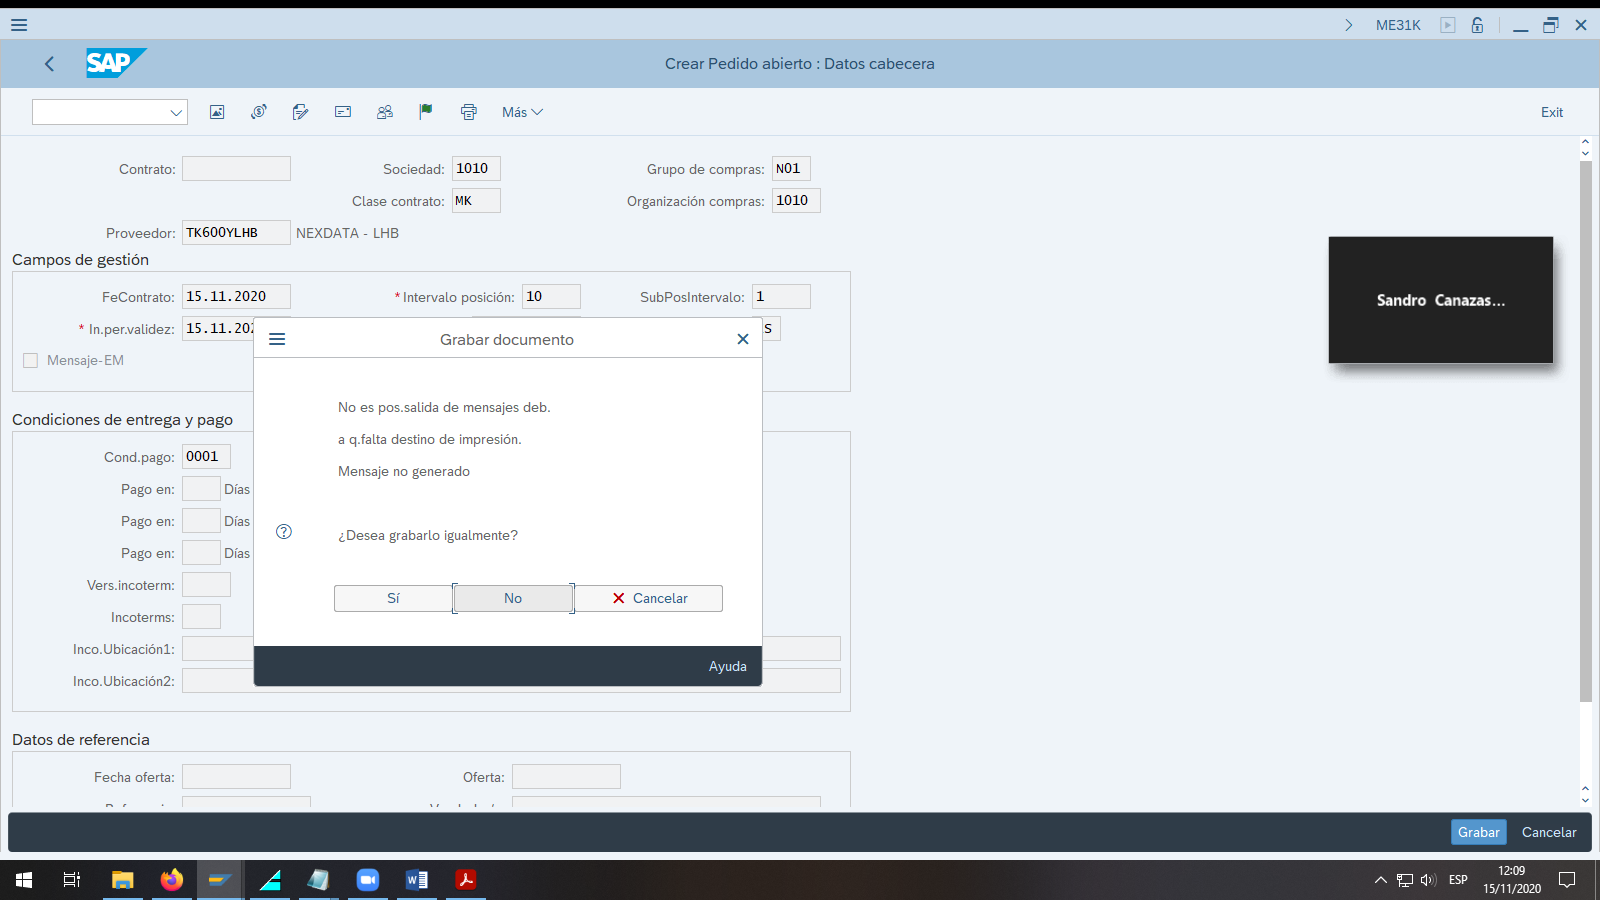 ME31K
SAP
Crear Pedido abierto : Datos cabecera
Más
Exit
Contrato:
Sociedad: 1010
Grupo de compras: N01
Clase contrato: MK
Organización compras: 1010
Proveedor: TK600YLHB NEXDATA - LHB
Campos de gestión
FeContrato: 15.11.2020
* Intervalo posición: 10
SubPosIntervalo: 1
* In.per.validez: 15.11.202
S
Mensaje-EM
Grabar documento
No es pos.salida de mensajes deb.
a q.falta destino de impresión.
Mensaje no generado
¿Desea grabarlo igualmente?
Sí
No
Cancelar
Ayuda
Condiciones de entrega y pago
Cond.pago: 0001
Pago en: Días
Pago en: Días
Pago en: Días
Vers.incoterm:
Incoterms:
Inco.Ubicación1:
Inco.Ubicación2:
Datos de referencia
Fecha oferta:
Oferta:
Sandro Canazas...
Grabar
Cancelar
ESP
12:09
15/11/2020